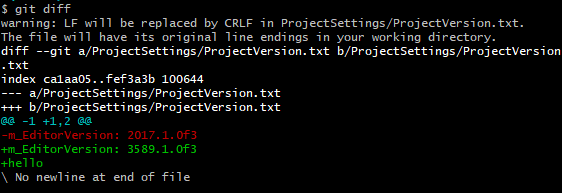 $ git diff
warning: LF will be replaced by CRLF in ProjectSettings/ProjectVersion.txt.
The file will have its original line endings in your working directory.
diff --git a/ProjectSettings/ProjectVersion.txt b/ProjectSettings/ProjectVersion
.txt
index ca1aa05..fef3a3b 100644
--- a/ProjectSettings/ProjectVersion.txt
+++ b/ProjectSettings/ProjectVersion.txt
@@ -1 +1,2 @@
-m_EditorVersion: 2017.1.0f3
+m_EditorVersion: 3589.1.0f3
+hello
\ No newline at end of file